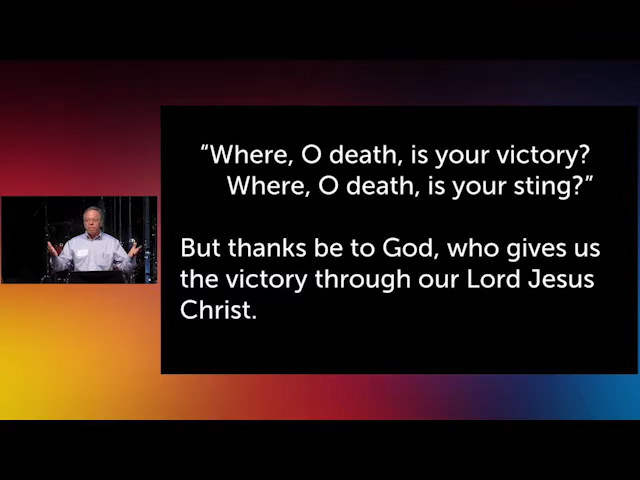 “Where, O death, is your victory?
Where, O death, is your sting?”
But thanks be to God, who gives us
the victory through our Lord Jesus
Christ.